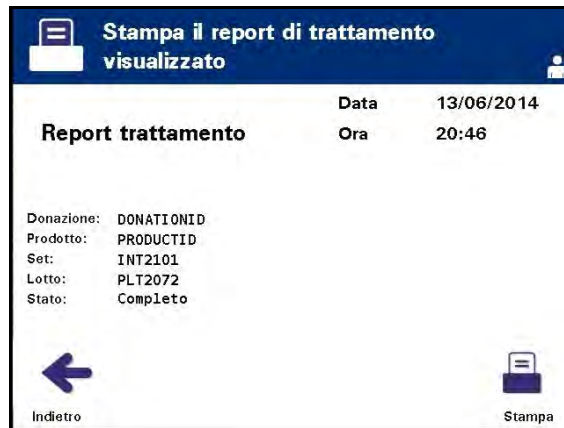 Stampa il report di trattamento
visualizzato
Data 13/06/2014
Report trattamento Ora 20:46
Donazione: DONATIONID
Prodotto: PRODUCTID
Set: INT2101
Lotto: PLT2072
Stato: Completo
Indietro Stampa